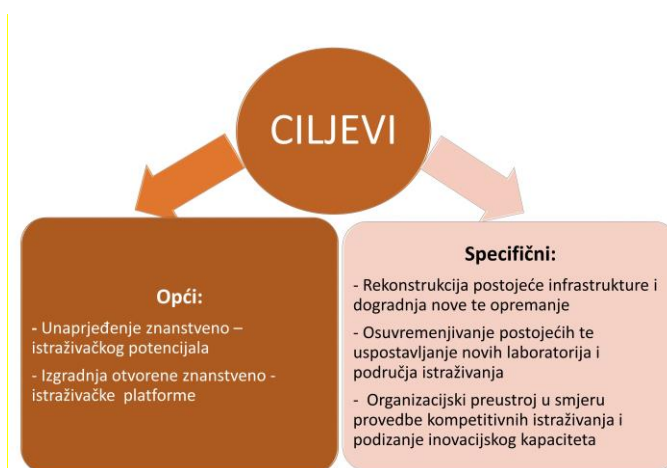 CILJEVI
Opći:
- Unaprjeđenje znanstveno –
istraživačkog potencijala
- Izgradnja otvorene znanstveno -
istraživačke platforme
Specifični:
- Rekonstrukcija postojeće infrastrukture i
dogradnja nove te opremanje
- Osuvremenjivanje postojećih te
uspostavljanje novih laboratorija i
područja istraživanja
- Organizacijski preustroj u smjeru
provedbe kompetitivnih istraživanja i
podizanje inovacijskog kapaciteta